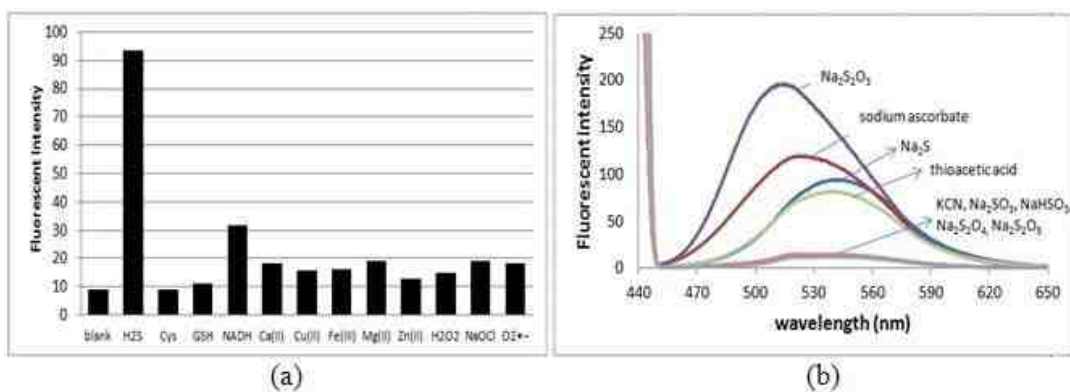 Fluorescent Intensity
100
90
80
70
60
50
40
30
20
10
0
blank H2S Cys GSH NADH Ca(II) Cu(II) Fe(III) Mg(II) Zn(II) H2O2 NaOCl O2•−
(a)
Fluorescent Intensity
250
200
150
100
50
0
Na₂S₂O₃
sodium ascorbate
Na₂S
thioacetic acid
KCN, Na₂SO₃, NaHSO₃
Na₂S₂O₄, Na₂S₂O₈
440 470 500 530 560 590 620 650
wavelength (nm)
(b)